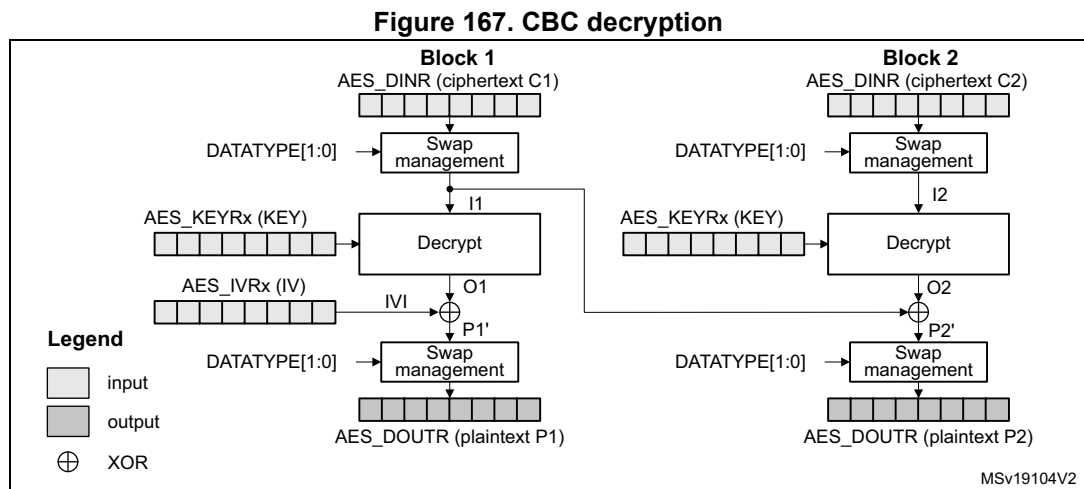 Figure 167. CBC decryption
Block 1
AES_DINR (ciphertext C1)
DATATYPE[1:0]
Swap
management
I1
AES_KEYRx (KEY)
Decrypt
AES_IVRx (IV)
IVI
O1
P1'
DATATYPE[1:0]
Swap
management
AES_DOUTR (plaintext P1)
Block 2
AES_DINR (ciphertext C2)
DATATYPE[1:0]
Swap
management
I2
AES_KEYRx (KEY)
Decrypt
O2
P2'
DATATYPE[1:0]
Swap
management
AES_DOUTR (plaintext P2)
Legend
input
output
XOR
MSv19104V2